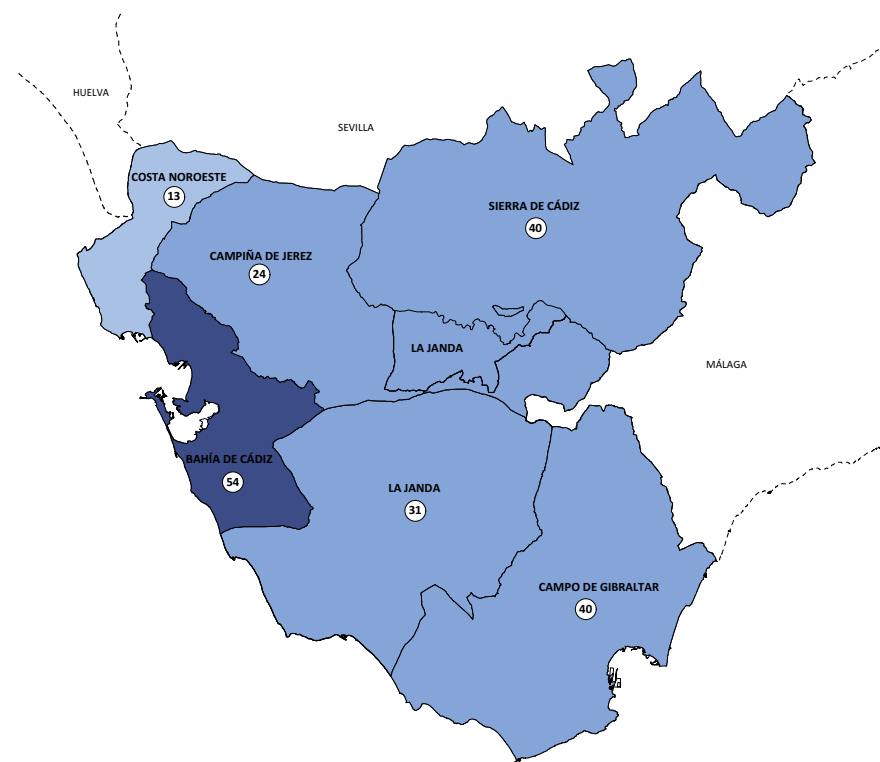 HUELVA
SEVILLA
COSTA NOROESTE
13
SIERRA DE CÁDIZ
40
CAMPIÑA DE JEREZ
24
LA JANDA
MÁLAGA
BAHÍA DE CÁDIZ
54
LA JANDA
31
CAMPO DE GIBRALTAR
40